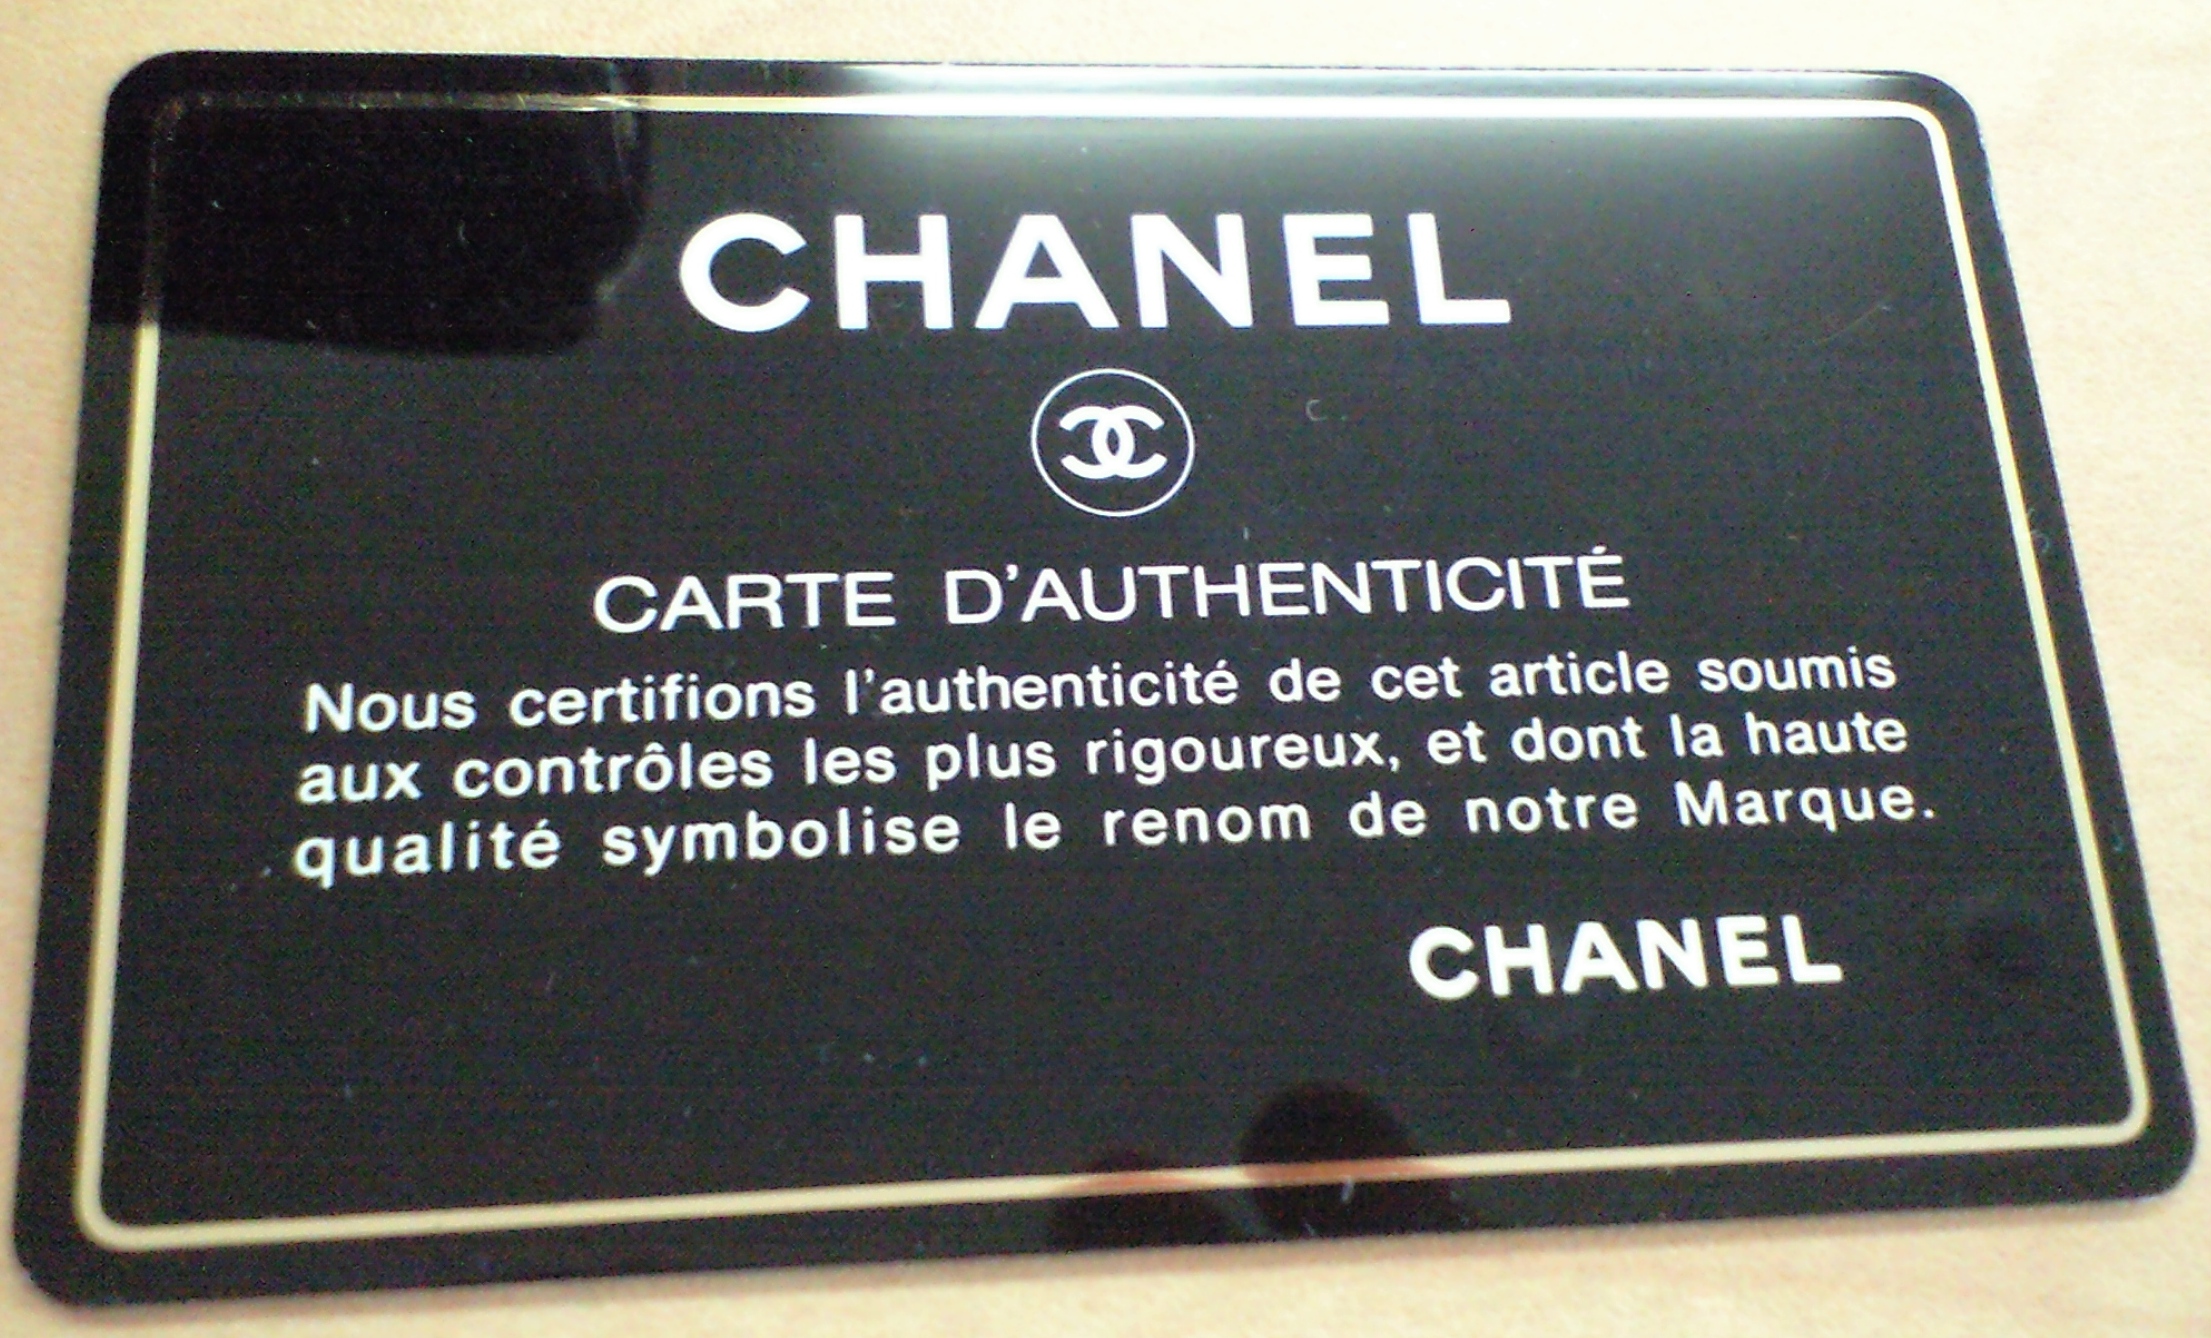 CHANEL
CARTE D'AUTHENTICITÉ
Nous certifions l'authenticité de cet article soumis
aux contrôles les plus rigoureux, et dont la haute
qualité symbolise le renom de notre Marque.
CHANEL